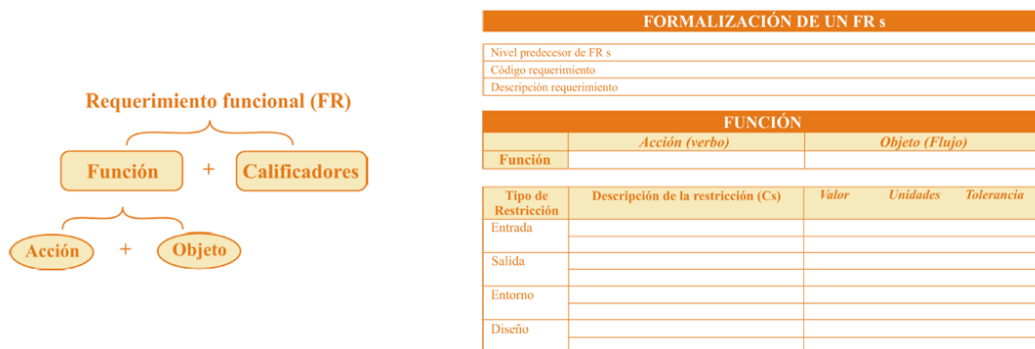 Requerimiento funcional (FR)
Función + Calificadores
Acción + Objeto
FORMALIZACIÓN DE UN FR s
Nivel predecesor de FR s
Código requerimiento
Descripción requerimiento
FUNCIÓN
Acción (verbo) Objeto (Flujo)
Función
Tipo de Restricción Descripción de la restricción (Cs) Valor Unidades Tolerancia
Entrada
Salida
Entorno
Diseño